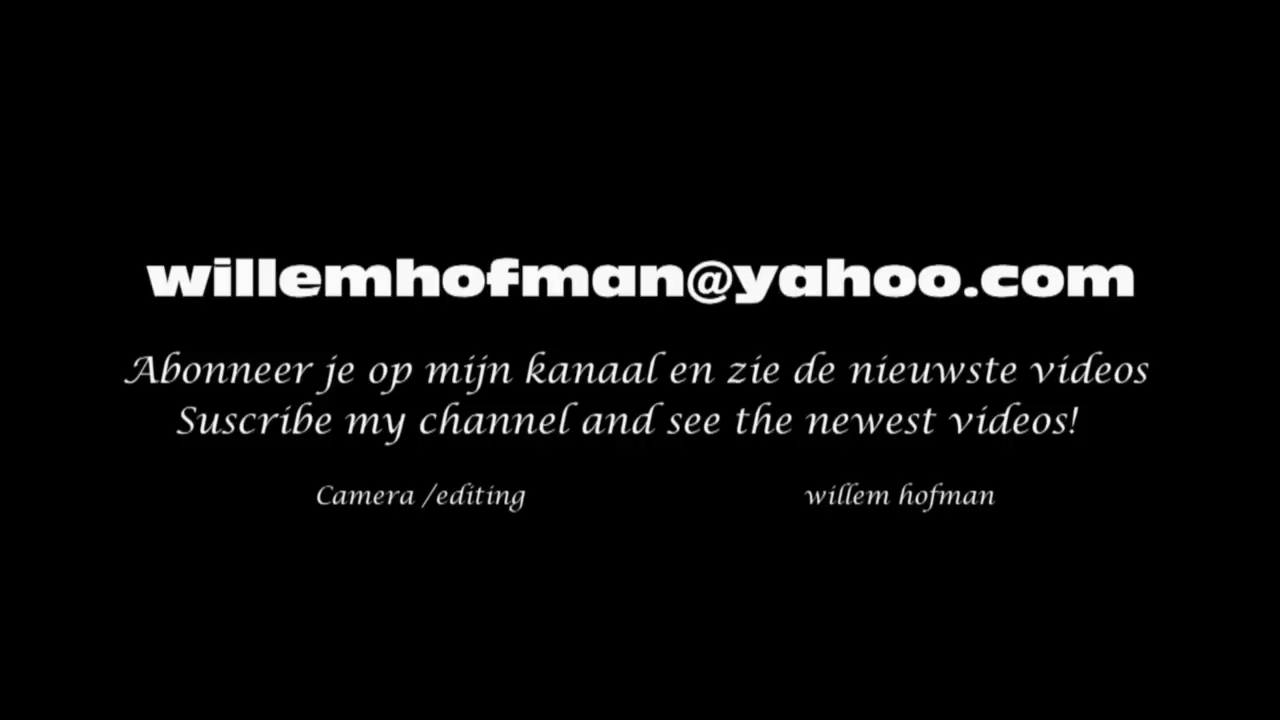 willemhofman@yahoo.com
Abonneer je op mijn kanaal en zie de nieuwste videos
Suscribe my channel and see the newest videos!
Camera /editing willem hofman